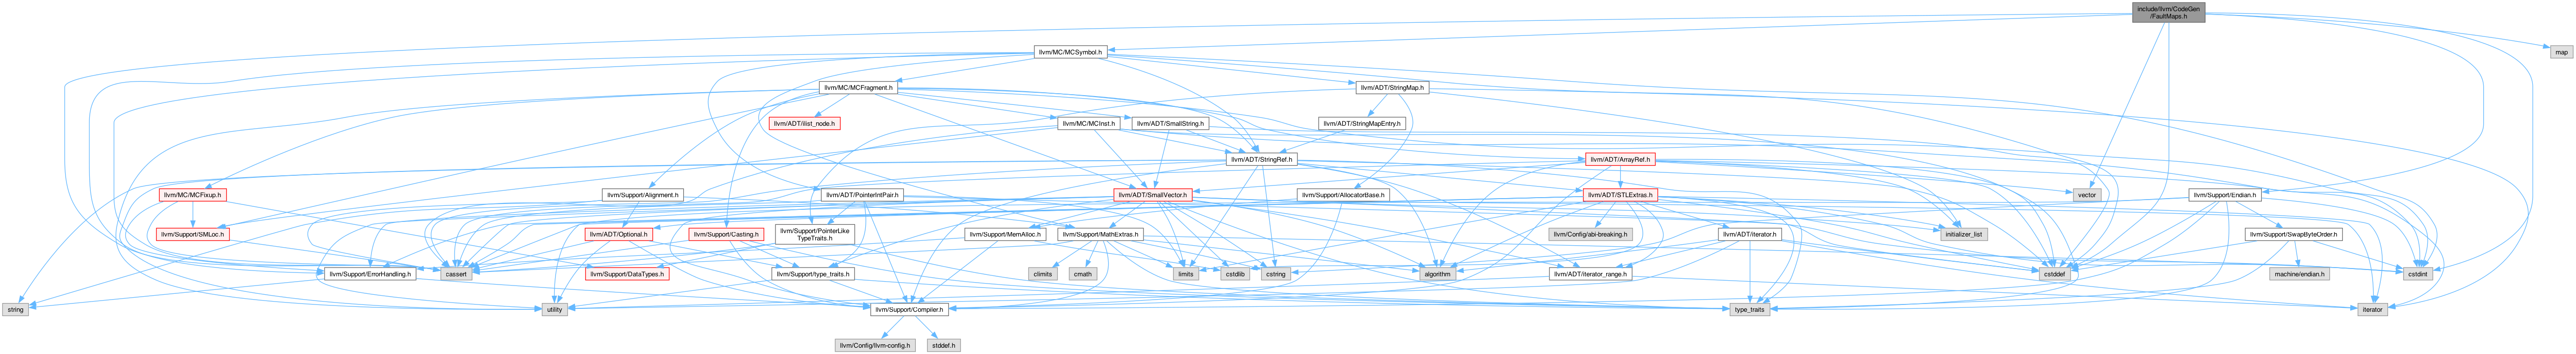 include/llvm/CodeGen
/FaultMaps.h
llvm/MC/MCSymbol.h
map
llvm/MC/MCFragment.h
llvm/ADT/StringMap.h
llvm/ADT/ilist_node.h
llvm/MC/MCInst.h
llvm/ADT/SmallString.h
llvm/ADT/StringMapEntry.h
llvm/ADT/StringRef.h
llvm/ADT/ArrayRef.h
llvm/MC/MCFixup.h
llvm/Support/Alignment.h
llvm/ADT/PointerIntPair.h
llvm/ADT/SmallVector.h
llvm/Support/AllocatorBase.h
llvm/ADT/STLExtras.h
vector
llvm/Support/Endian.h
llvm/Support/SMLoc.h
llvm/ADT/Optional.h
llvm/Support/Casting.h
llvm/Support/PointerLike
TypeTraits.h
llvm/Support/MemAlloc.h
llvm/Support/MathExtras.h
llvm/Config/abi-breaking.h
llvm/ADT/iterator.h
initializer_list
llvm/Support/SwapByteOrder.h
llvm/Support/ErrorHandling.h
cassert
llvm/Support/DataTypes.h
llvm/Support/type_traits.h
climits
cmath
limits
cstdlib
cstring
algorithm
llvm/ADT/iterator_range.h
cstddef
machine/endian.h
cstdint
string
utility
llvm/Support/Compiler.h
type_traits
iterator
llvm/Config/llvm-config.h
stddef.h